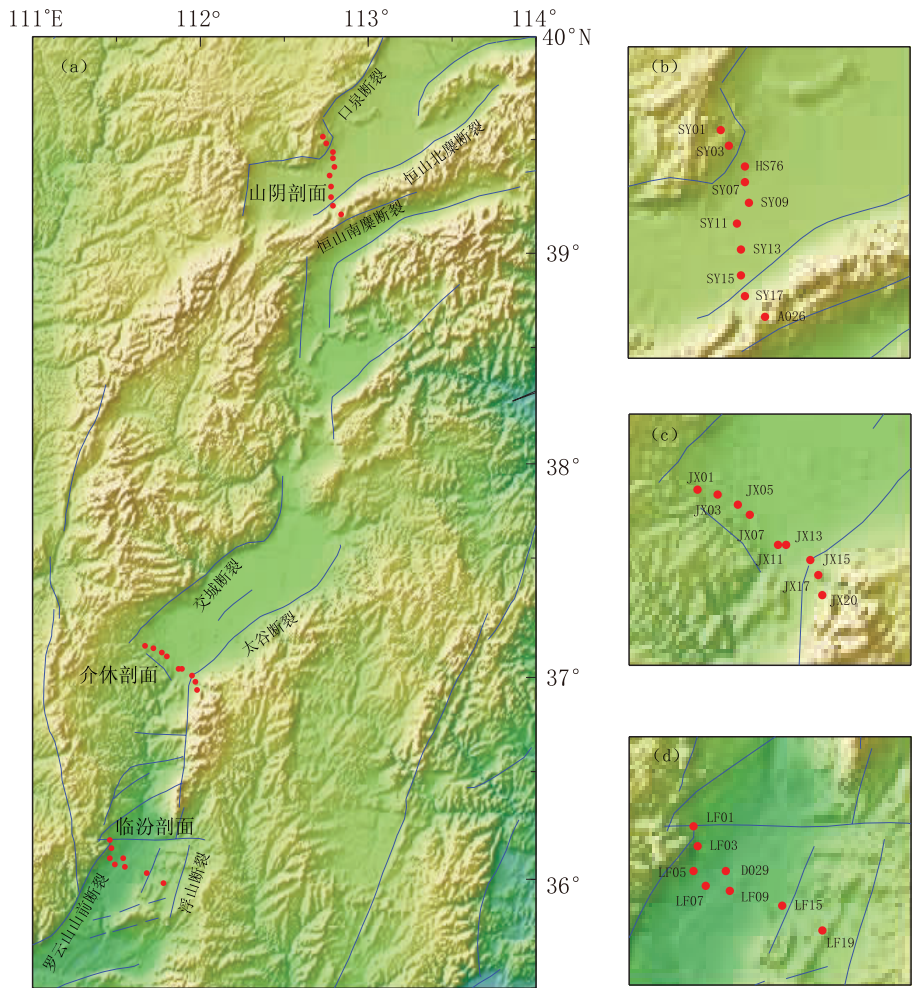 111°E
112°
113°
114°
40°N
39°
38°
37°
36°
(a)
口泉断裂
恒山北麓断裂
山阴剖面
恒山南麓断裂
交城断裂
太谷断裂
介休剖面
临汾剖面
浮山断裂
罗云山山前断裂
(b)
SY01
SY03
HS76
SY07
SY09
SY11
SY13
SY15
SY17
A026
(c)
JX01
JX05
JX03
JX07
JX13
JX11
JX15
JX17
JX20
(d)
LF01
LF03
LF05
D029
LF07
LF09
LF15
LF19